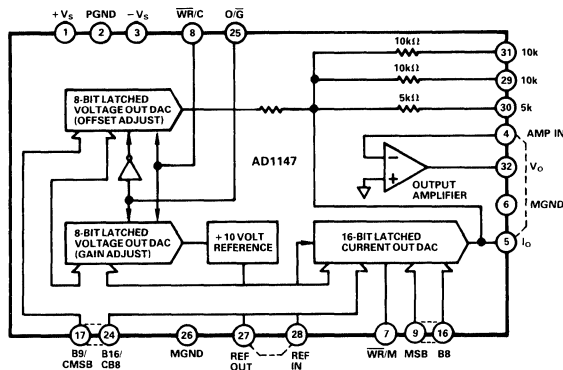 +VS PGND −VS W̅R̅/C O/G̅
1 2 3 8 25
10kΩ 31 10k
10kΩ 29 10k
5kΩ 30 5k
8-BIT LATCHED
VOLTAGE OUT DAC
(OFFSET ADJUST)
AD1147
4 AMP IN
−
+
OUTPUT
AMPLIFIER
32 VO
6 MGND
5 IO
8-BIT LATCHED
VOLTAGE OUT DAC
(GAIN ADJUST)
+10 VOLT
REFERENCE
16-BIT LATCHED
CURRENT OUT DAC
17 24 26 27 28 7 9 16
B9/
CMSB
B16/
CB8
MGND
REF
OUT
REF
IN
W̅R̅/M
MSB
B8